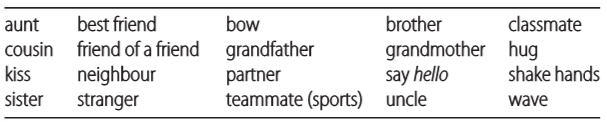 aunt best friend bow brother classmate
cousin friend of a friend grandfather grandmother hug
kiss neighbour partner say hello shake hands
sister stranger teammate (sports) uncle wave